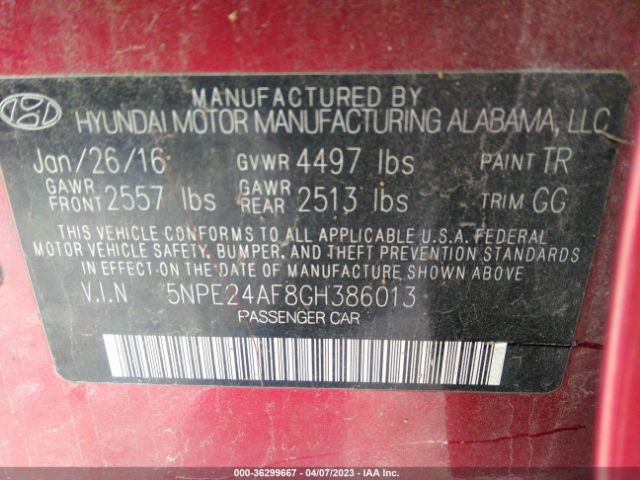 MANUFACTURED BY
HYUNDAI MOTOR MANUFACTURING ALABAMA, LLC
Jan/26/16 GVWR 4497 lbs PAINT TR
GAWR FRONT 2557 lbs GAWR REAR 2513 lbs TRIM GG
THIS VEHICLE CONFORMS TO ALL APPLICABLE U.S.A. FEDERAL
MOTOR VEHICLE SAFETY, BUMPER, AND THEFT PREVENTION STANDARDS
IN EFFECT ON THE DATE OF MANUFACTURE SHOWN ABOVE
V.I.N 5NPE24AF8GH386013
PASSENGER CAR
000-36299667 - 04/07/2023 - IAA Inc.